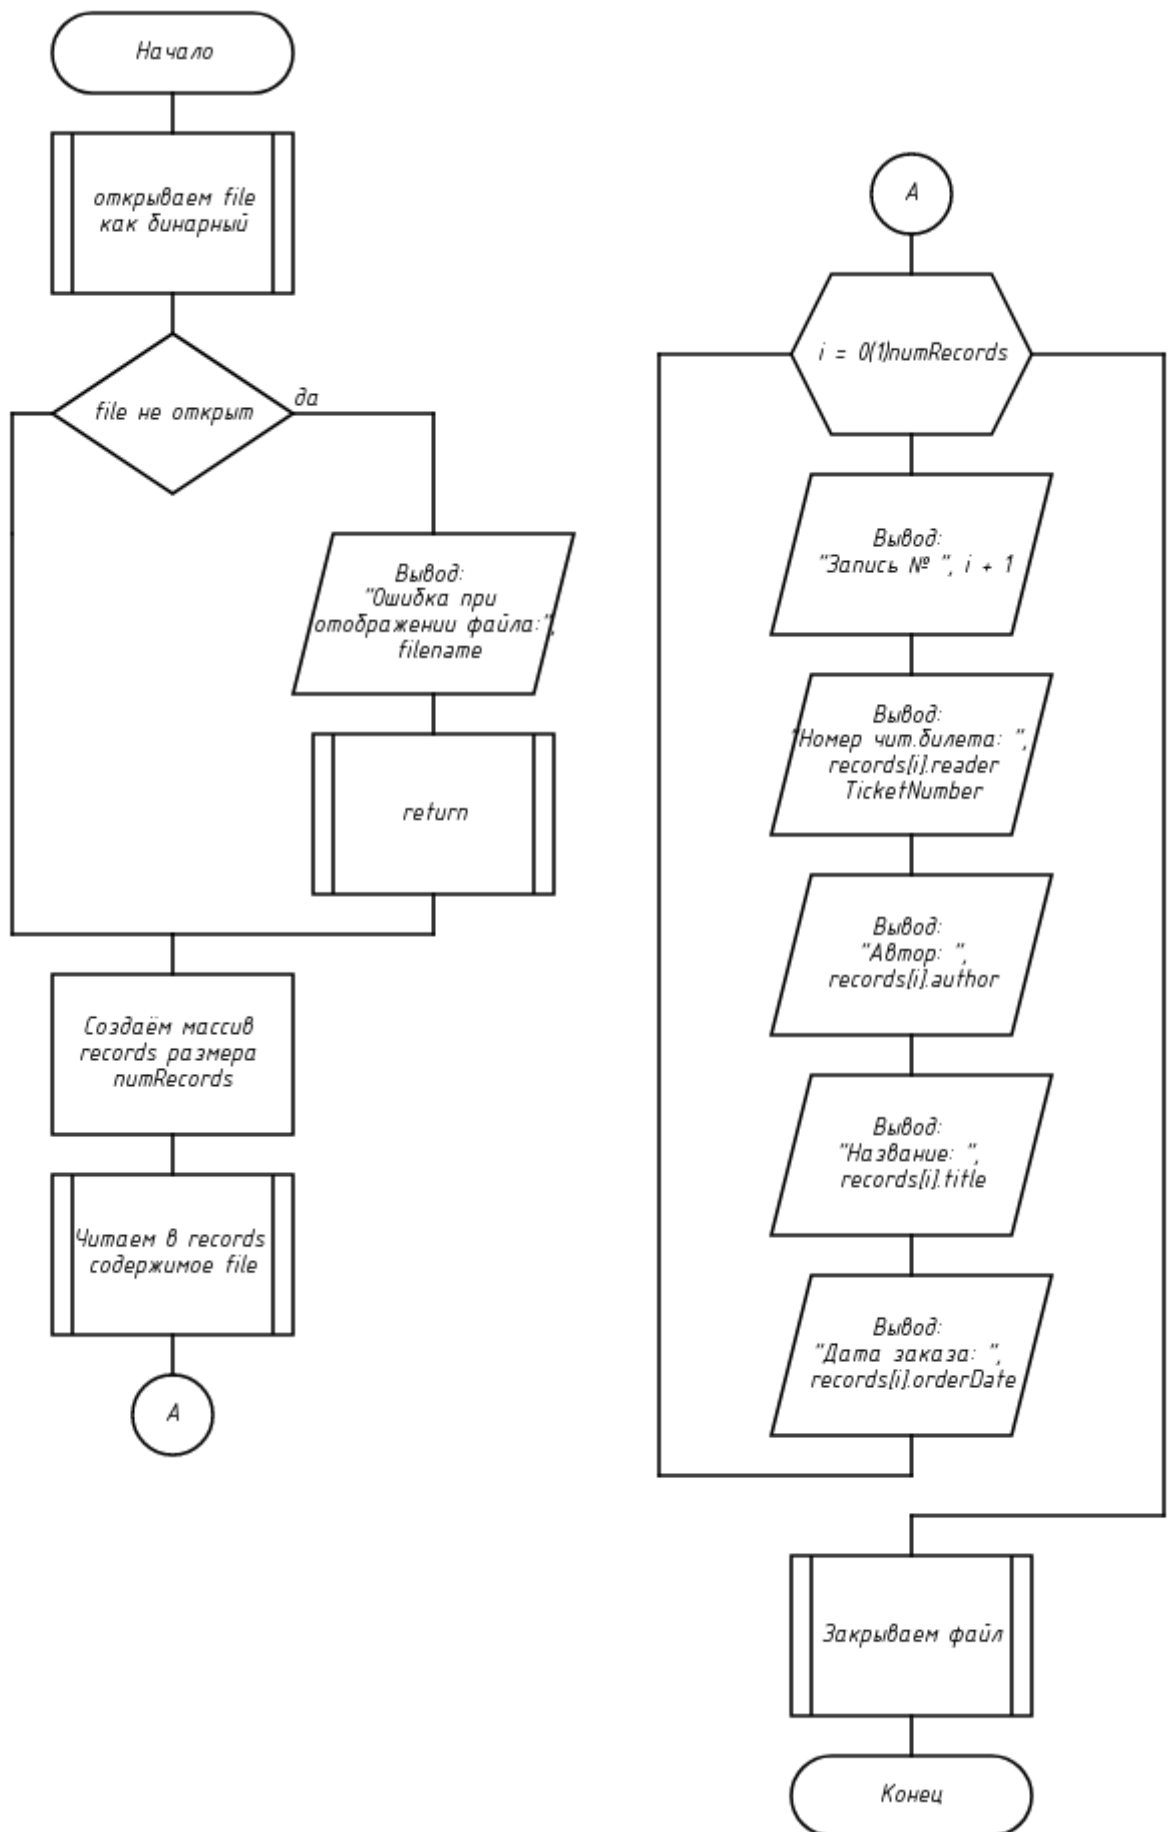 Начало
открываем file
как бинарный
file не открыт
да
Вывод:
"Ошибка при
отображении файла:",
filename
return
Создаём массив
records размера
numRecords
Читаем в records
содержимое file
А
А
i = 0(1)numRecords
Вывод:
"Запись № ", i + 1
Вывод:
"Номер чит.билета: ",
records[i].reader
TicketNumber
Вывод:
"Автор: ",
records[i].author
Вывод:
"Название: ",
records[i].title
Вывод:
"Дата заказа: ",
records[i].orderDate
Закрываем файл
Конец